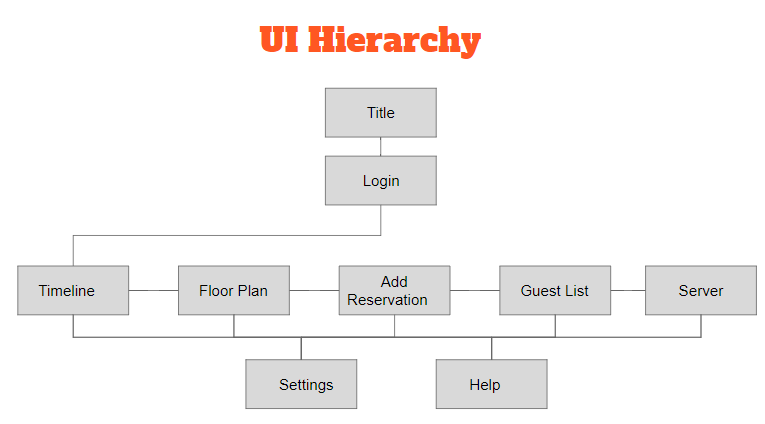 UI Hierarchy
Title
Login
Timeline
Floor Plan
Add
Reservation
Guest List
Server
Settings
Help